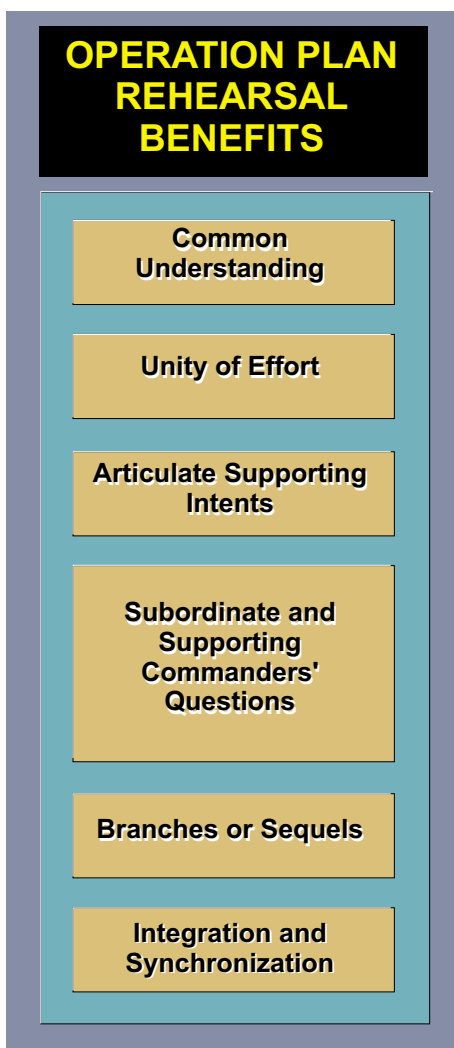 OPERATION PLAN
REHEARSAL
BENEFITS
Common
Understanding
Unity of Effort
Articulate Supporting
Intents
Subordinate and
Supporting
Commanders'
Questions
Branches or Sequels
Integration and
Synchronization